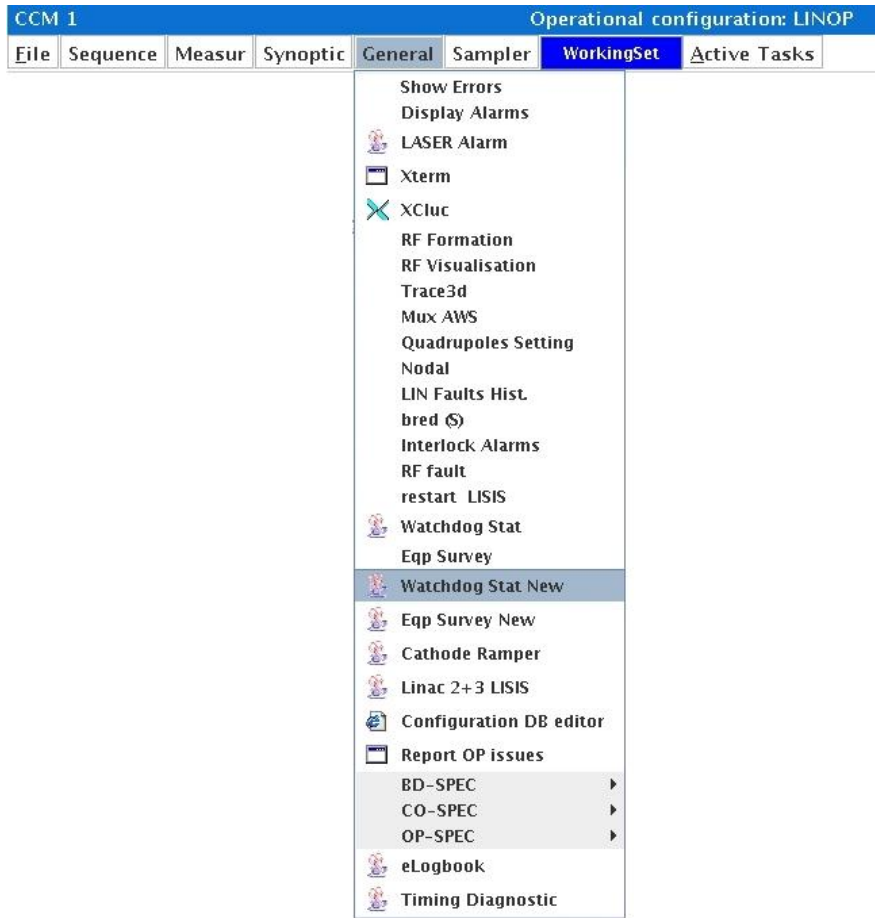 CCM 1 Operational configuration: LINOP
File Sequence Measur Synoptic General Sampler WorkingSet Active Tasks
Show Errors
Display Alarms
LASER Alarm
Xterm
XCluc
RF Formation
RF Visualisation
Trace3d
Mux AWS
Quadrupoles Setting
Nodal
LIN Faults Hist.
bred (S)
Interlock Alarms
RF fault
restart LISIS
Watchdog Stat
Eqp Survey
Watchdog Stat New
Eqp Survey New
Cathode Ramper
Linac 2+3 LISIS
Configuration DB editor
Report OP issues
BD-SPEC
CO-SPEC
OP-SPEC
eLogbook
Timing Diagnostic